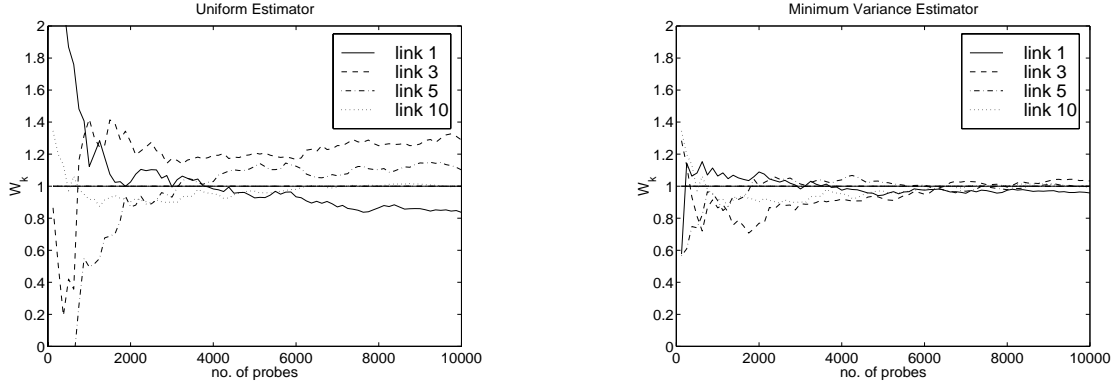 Uniform Estimator
2
1.8
1.6
1.4
1.2
1
0.8
0.6
0.4
0.2
0
W_k
0
2000
4000
6000
8000
10000
no. of probes
link 1
link 3
link 5
link 10
Minimum Variance Estimator
2
1.8
1.6
1.4
1.2
1
0.8
0.6
0.4
0.2
0
W_k
0
2000
4000
6000
8000
10000
no. of probes
link 1
link 3
link 5
link 10